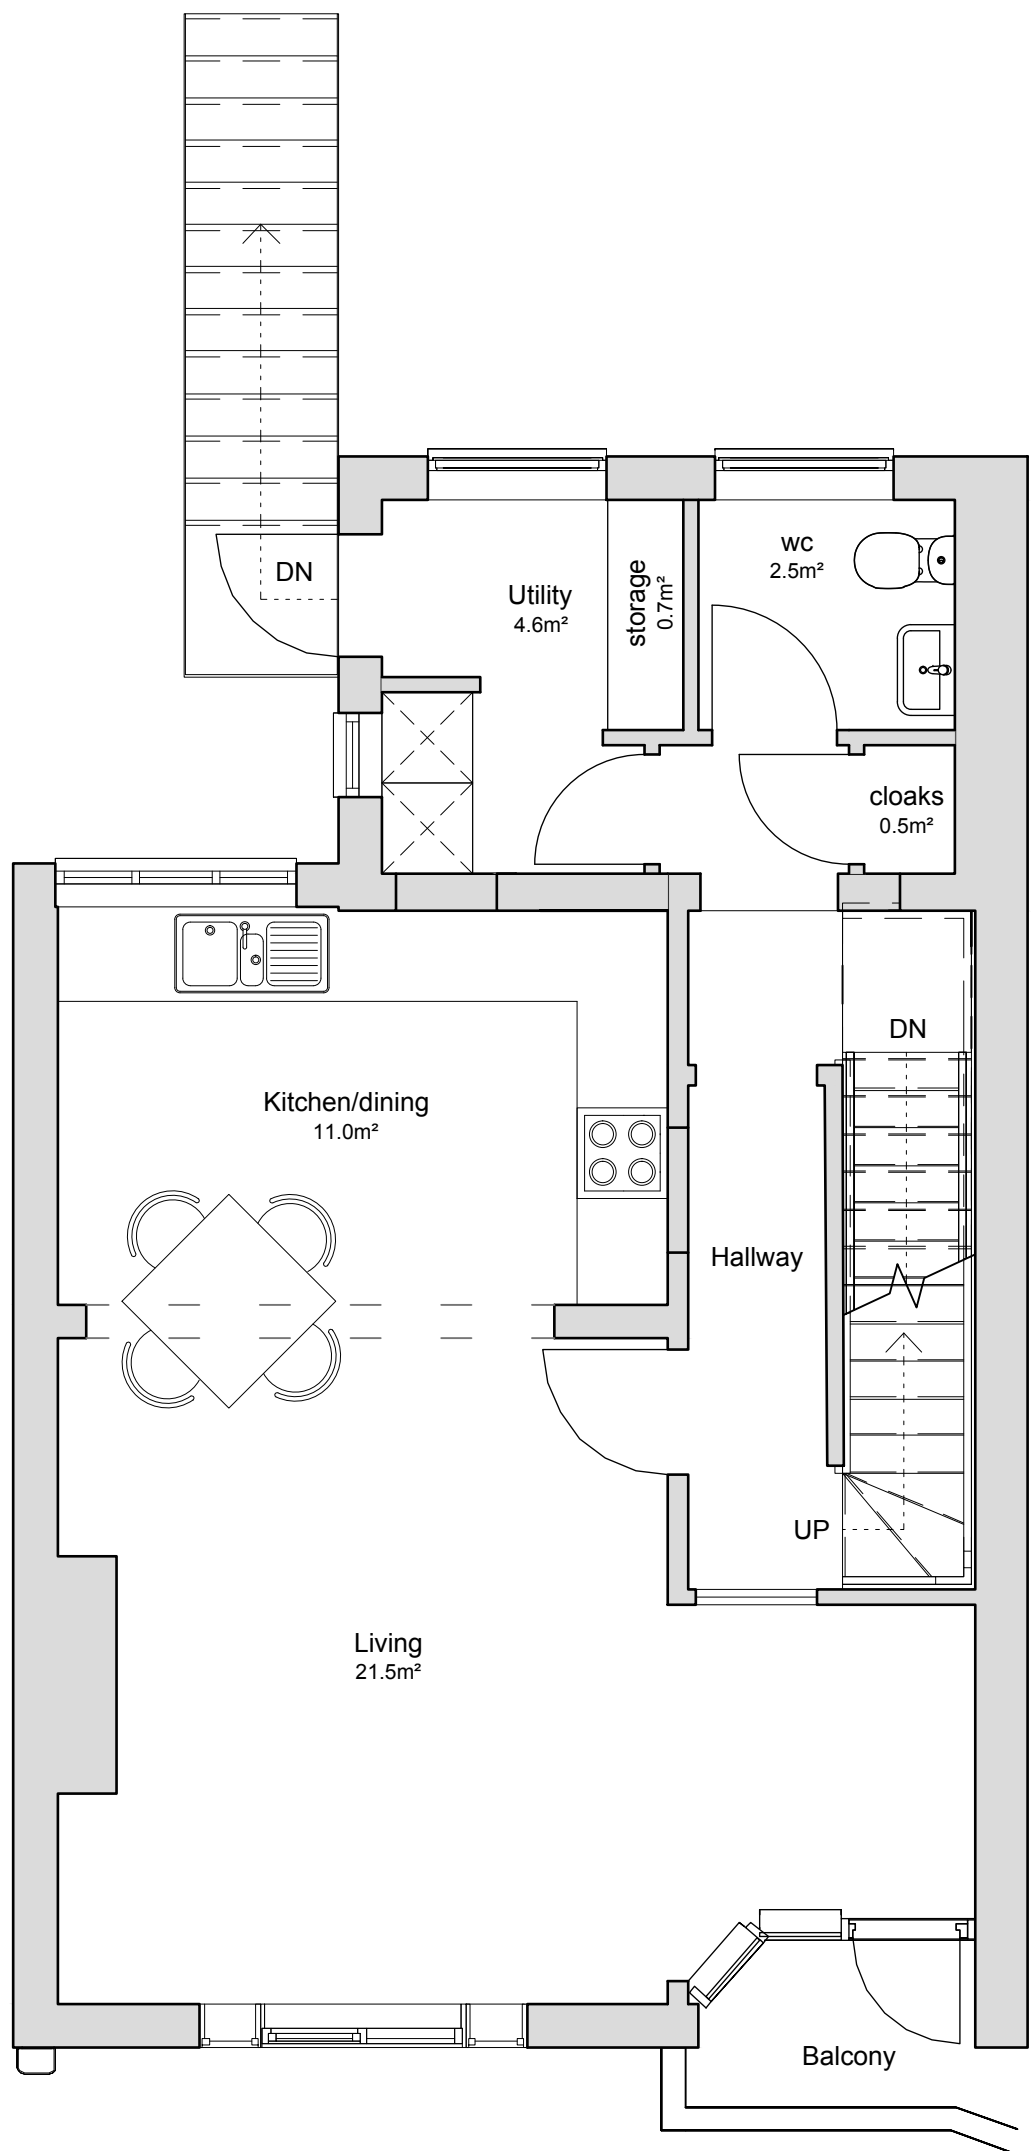 DN
Utility
4.6m²
storage
0.7m²
wc
2.5m²
cloaks
0.5m²
DN
Kitchen/dining
11.0m²
Hallway
UP
Living
21.5m²
Balcony